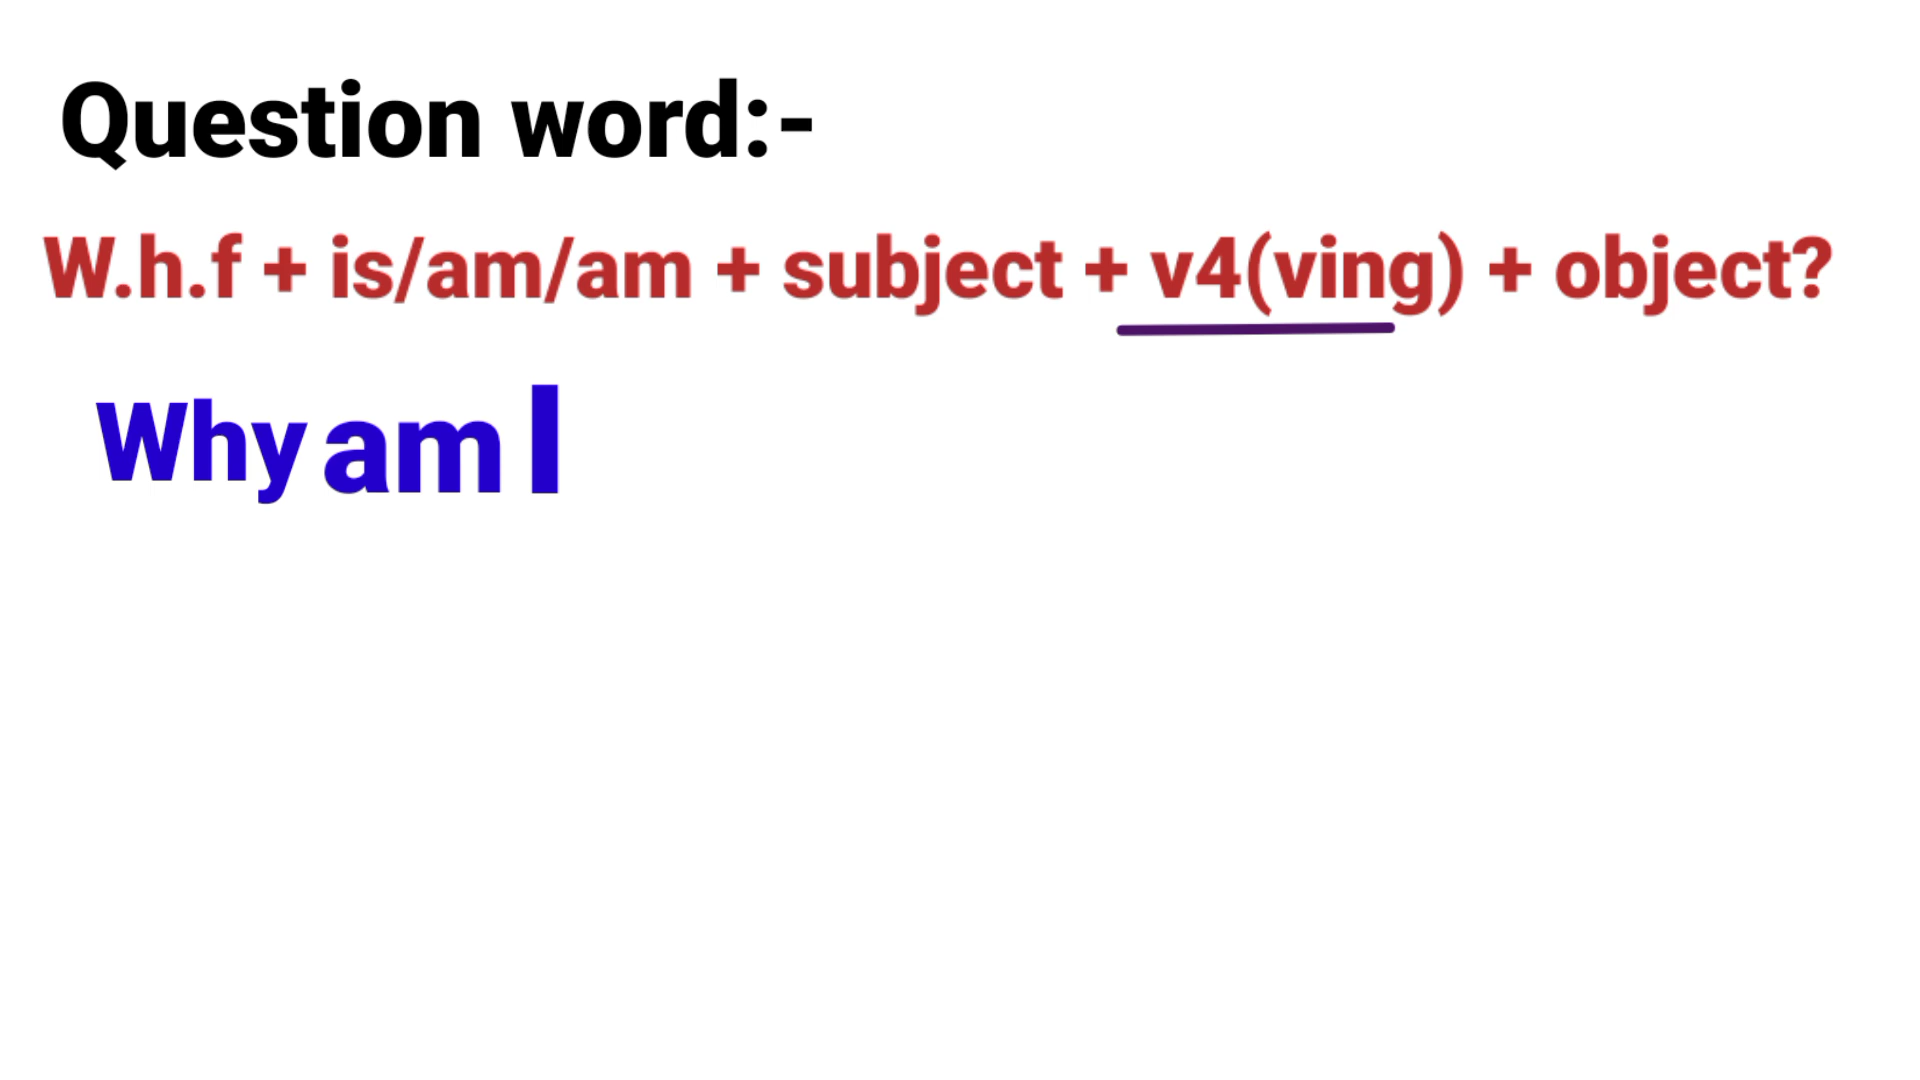 Question word:-
W.h.f + is/am/am + subject + v4(ving) + object?
Why am I